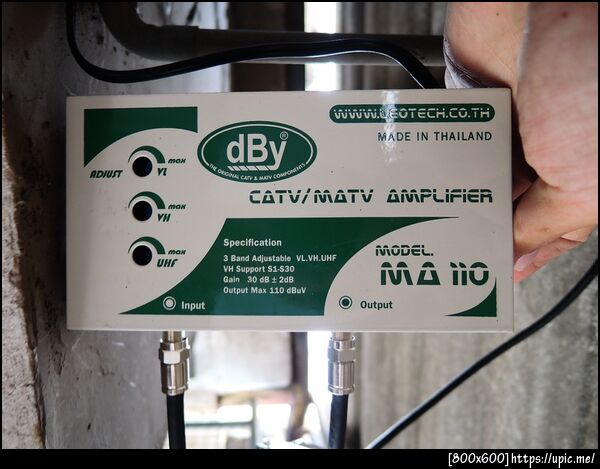 WWW.LEOTECH.CO.TH
MADE IN THAILAND
dBy®
THE ORIGINAL CATV & MATV COMPONENTS
ADJUST
max
VL
max
VH
max
UHF
CATV/MATV AMPLIFIER
MODEL.
MA 110
Specification
3 Band Adjustable VL.VH.UHF
VH Support S1-S30
Gain 30 dB ± 2dB
Output Max 110 dBuV
Input
Output
[800x600]https://upic.me/